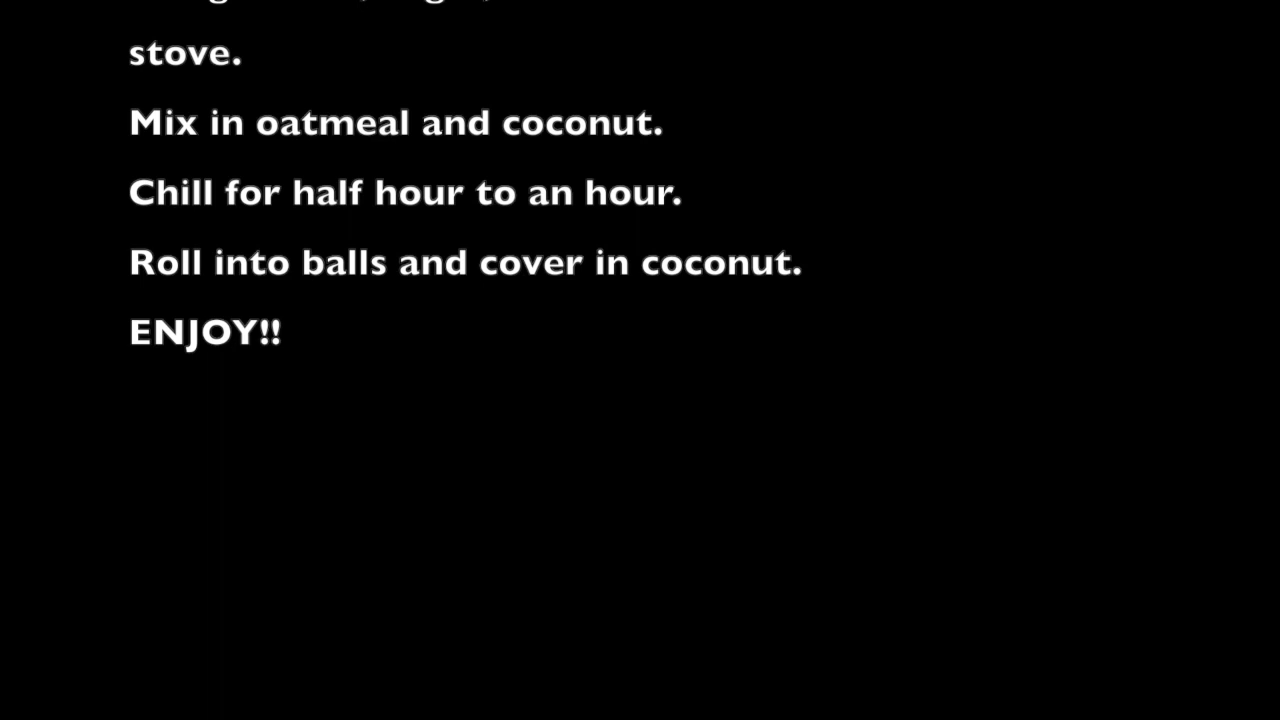 stove.
Mix in oatmeal and coconut.
Chill for half hour to an hour.
Roll into balls and cover in coconut.
ENJOY!!